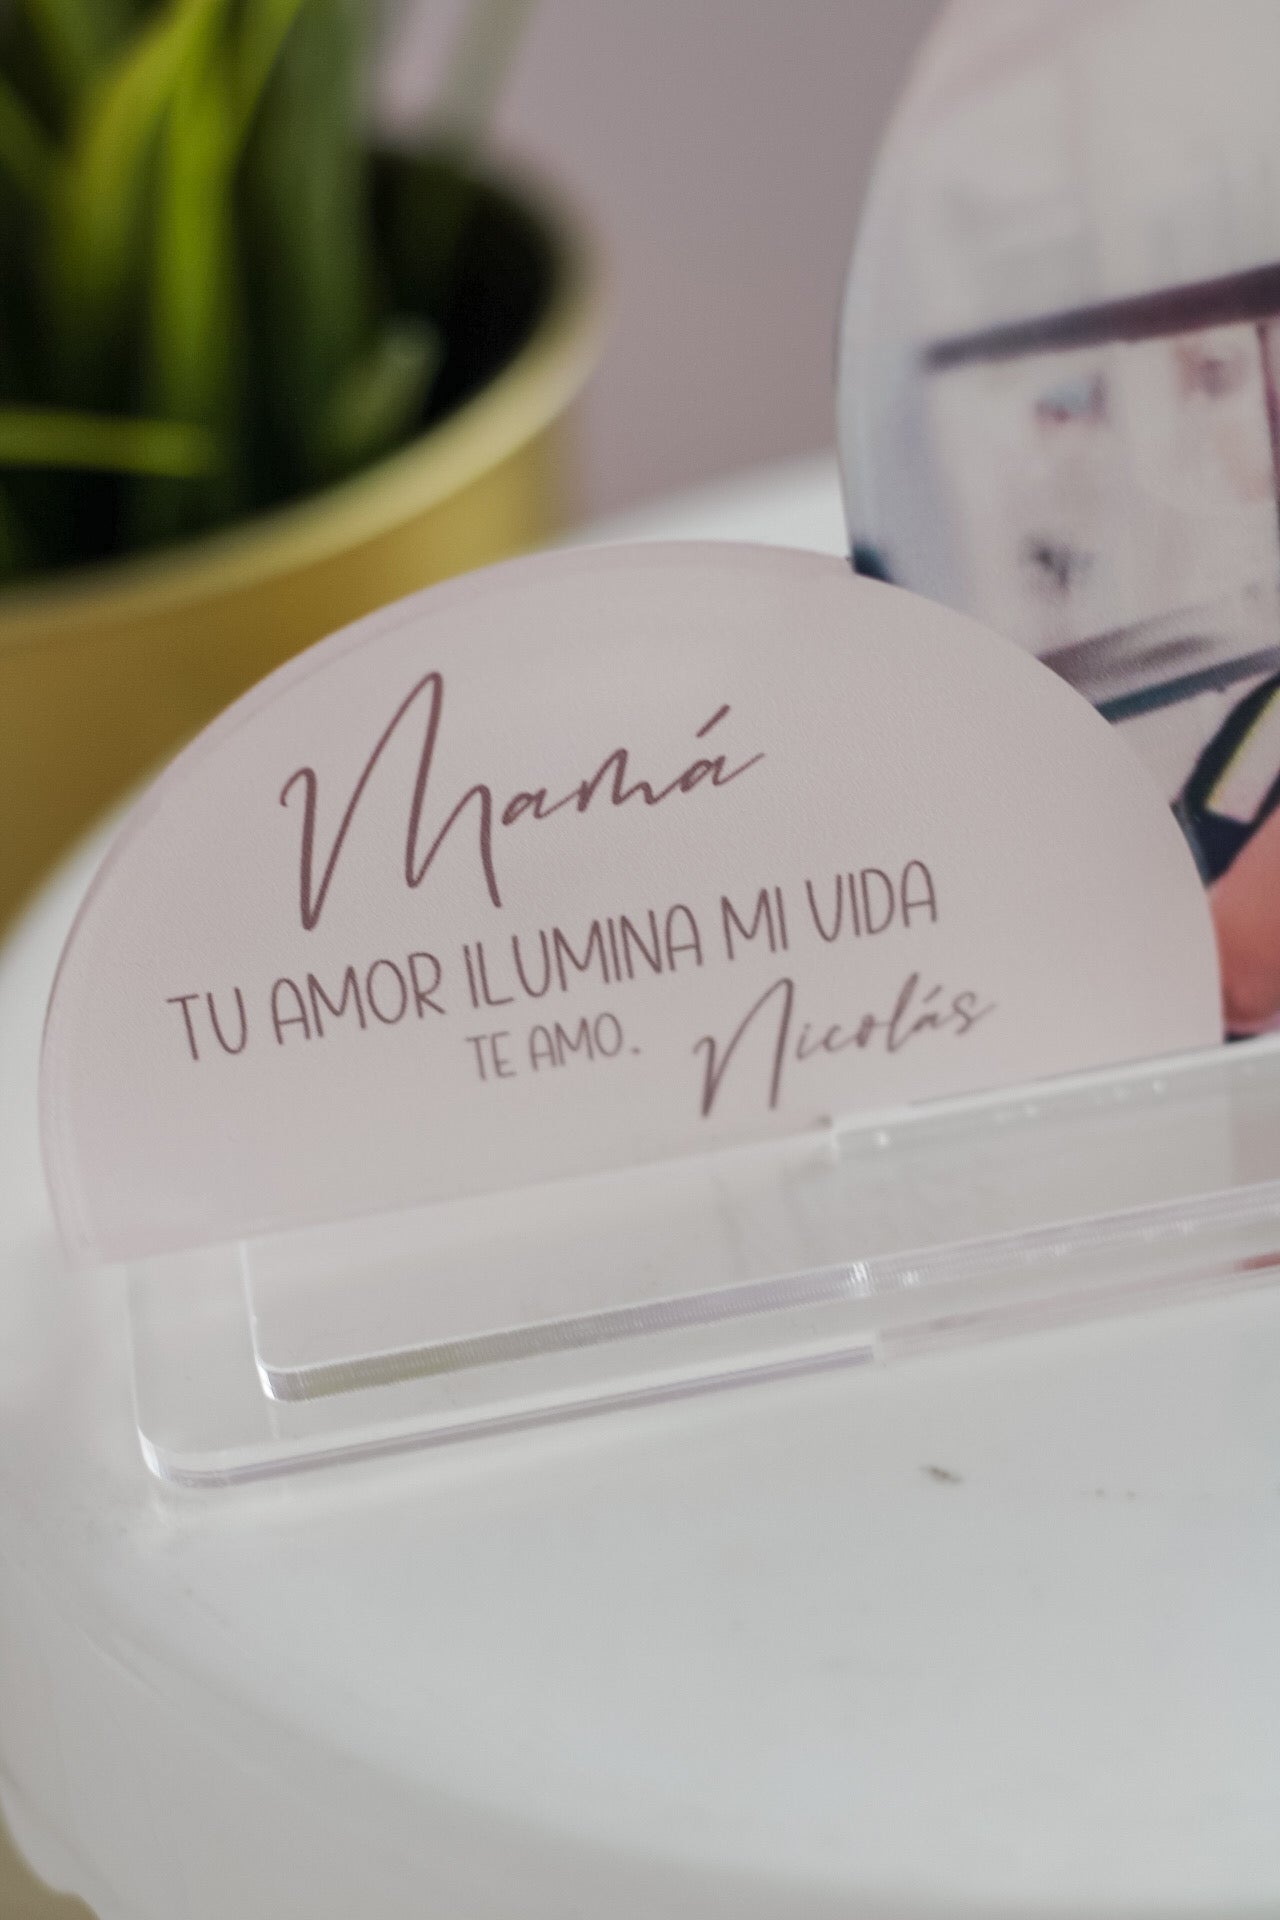 Mamá
TU AMOR ILUMINA MI VIDA
TE AMO. Nicolás